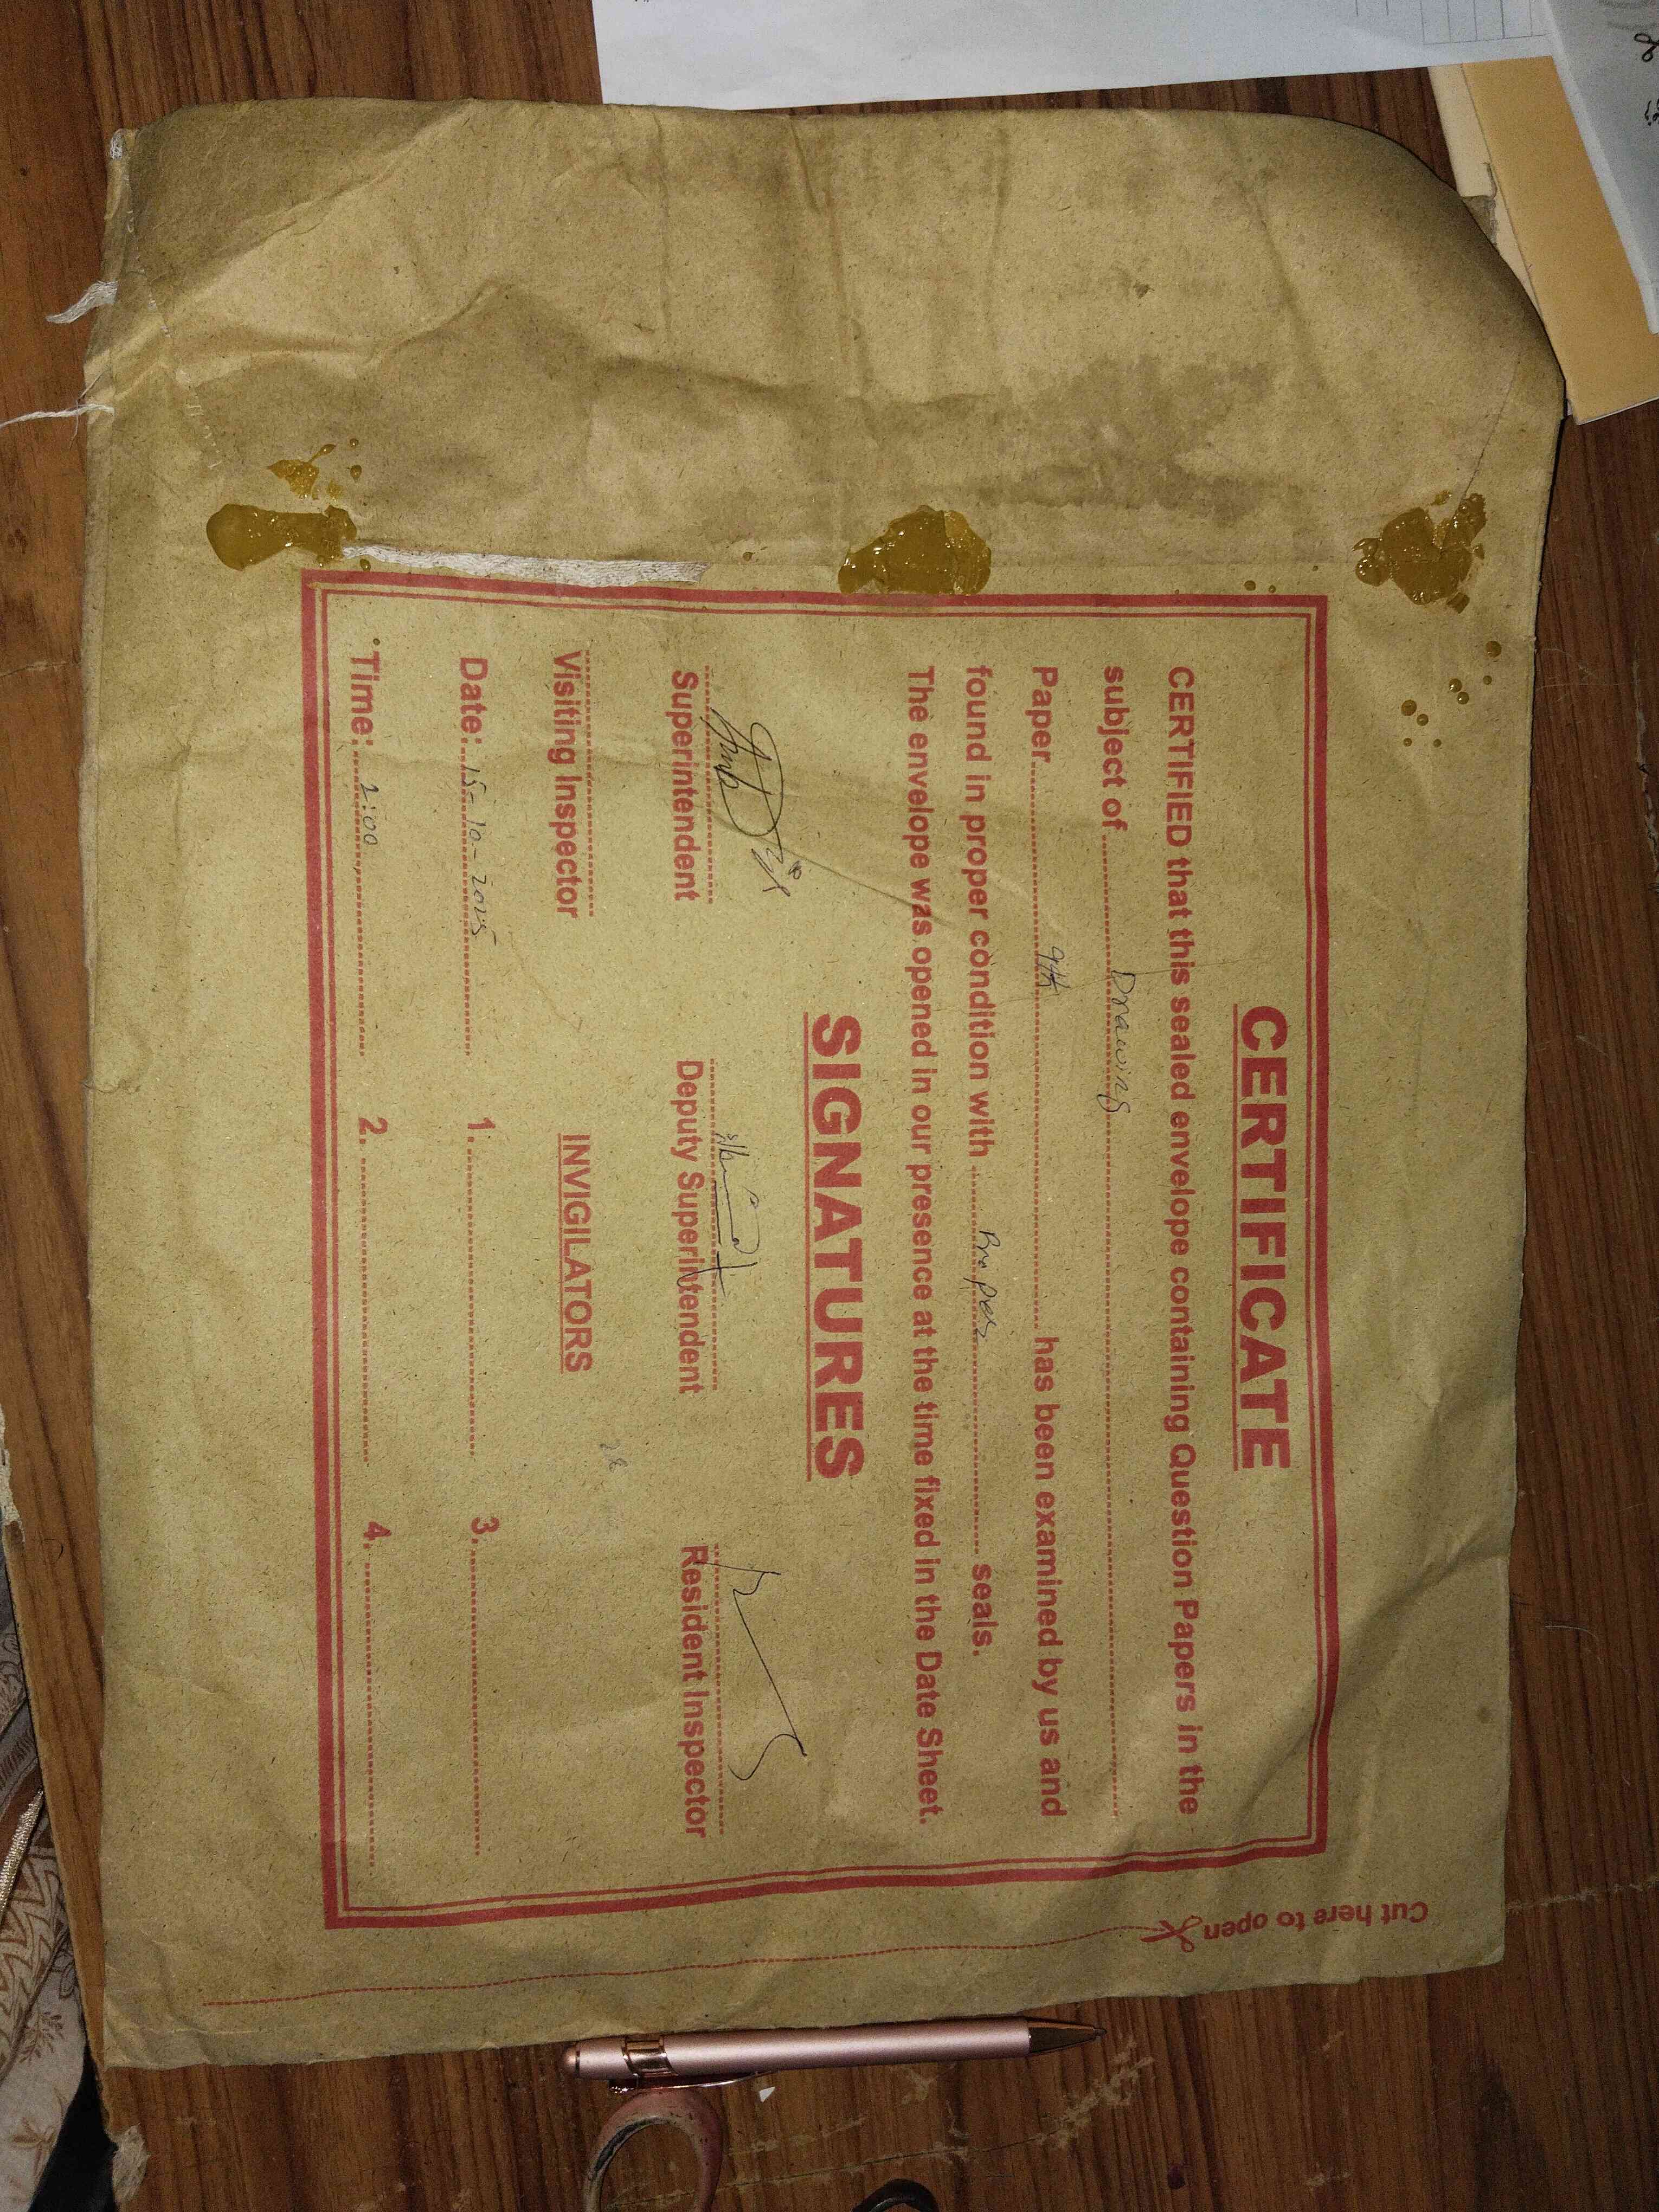 CERTIFICATE
CERTIFIED that this sealed envelope containing Question Papers in the
subject of Drawing
Paper 9th has been examined by us and
found in proper condition with Proper seals.
The envelope was opened in our presence at the time fixed in the Date Sheet.
SIGNATURES
Superintendent Deputy Superintendent Resident Inspector
Visiting Inspector INVIGILATORS
Date: 15-10-2025 1. 3.
Time: 2:00 2. 4.
Cut here to open